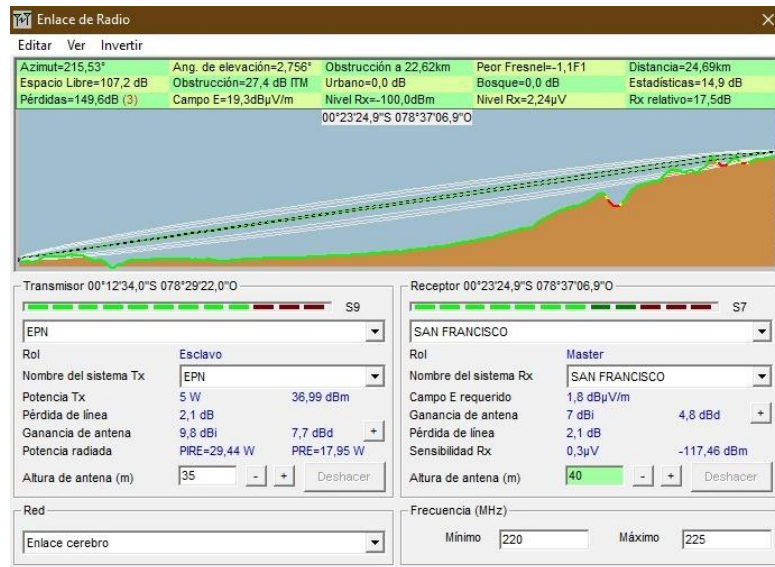 Enlace de Radio
Editar Ver Invertir
Azimut=215,53° Ang. de elevación=2,756° Obstrucción a 22,62km Peor Fresnel=-1,1F1 Distancia=24,69km
Espacio Libre=107,2 dB Obstrucción=27,4 dB ITM Urbano=0,0 dB Bosque=0,0 dB Estadísticas=14,9 dB
Pérdidas=149,6dB (3) Campo E=19,3dBµV/m Nivel Rx=-100,0dBm Nivel Rx=2,24µV Rx relativo=17,5dB
00°23'24,9"S 078°37'06,9"O
Transmisor 00°12'34,0"S 078°29'22,0"O
S9
EPN
Rol Esclavo
Nombre del sistema Tx EPN
Potencia Tx 5 W 36,99 dBm
Pérdida de línea 2,1 dB
Ganancia de antena 9,8 dBi 7,7 dBd +
Potencia radiada PIRE=29,44 W PRE=17,95 W
Altura de antena (m) 35 - + Deshacer
Red
Enlace cerebro
Receptor 00°23'24,9"S 078°37'06,9"O
S7
SAN FRANCISCO
Rol Master
Nombre del sistema Rx SAN FRANCISCO
Campo E requerido 1,8 dBµV/m
Ganancia de antena 7 dBi 4,8 dBd +
Pérdida de línea 2,1 dB
Sensibilidad Rx 0,3µV -117,46 dBm
Altura de antena (m) 40 - + Deshacer
Frecuencia (MHz)
Mínimo 220 Máximo 225